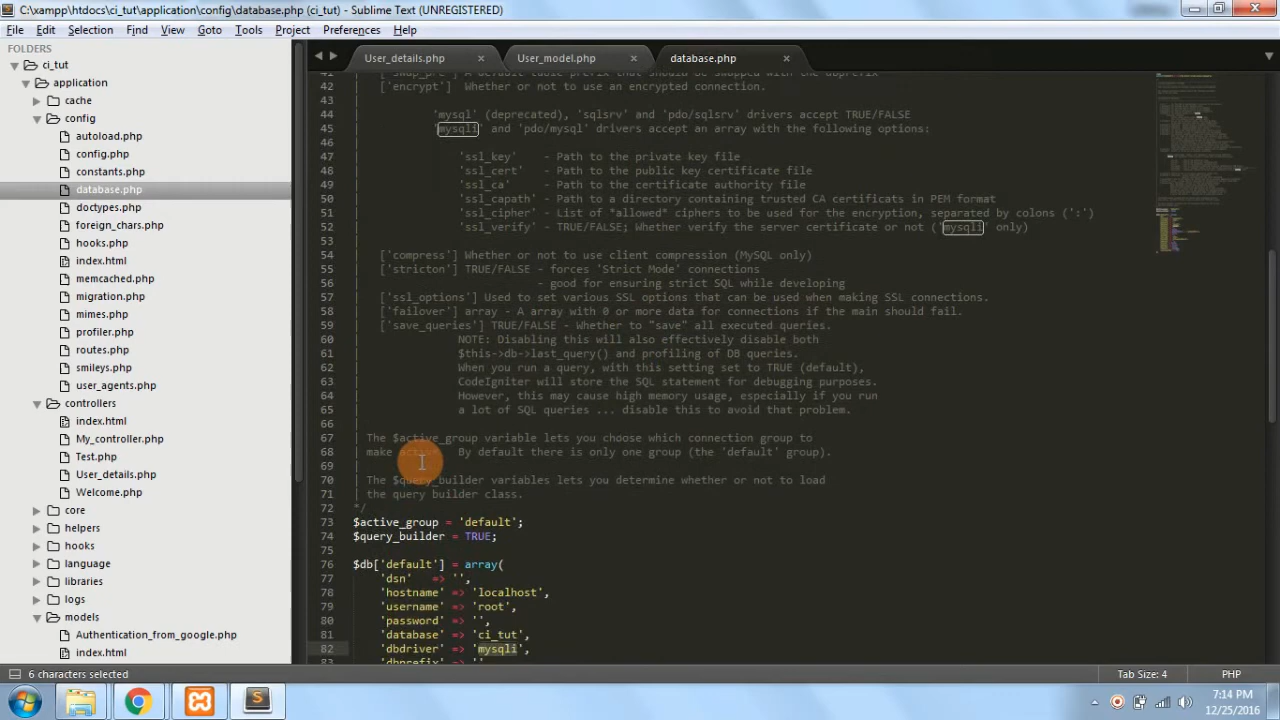 C:\xampp\htdocs\ci_tut\application\config\database.php (ci_tut) - Sublime Text (UNREGISTERED)
File Edit Selection Find View Goto Tools Project Preferences Help
FOLDERS
ci_tut
application
cache
config
autoload.php
config.php
constants.php
database.php
doctypes.php
foreign_chars.php
hooks.php
index.html
memcached.php
migration.php
mimes.php
profiler.php
routes.php
smileys.php
user_agents.php
controllers
index.html
My_controller.php
Test.php
User_details.php
Welcome.php
core
helpers
hooks
language
libraries
logs
models
Authentication_from_google.php
index.html
User_details.php User_model.php database.php
41 | ['swap_pre'] A default table prefix that should be swapped with the dbprefix
42 | ['encrypt'] Whether or not to use an encrypted connection.
43 |
44 | 'mysql' (deprecated), 'sqlsrv' and 'pdo/sqlsrv' drivers accept TRUE/FALSE
45 | 'mysqli' and 'pdo/mysql' drivers accept an array with the following options:
46 |
47 | 'ssl_key' - Path to the private key file
48 | 'ssl_cert' - Path to the public key certificate file
49 | 'ssl_ca' - Path to the certificate authority file
50 | 'ssl_capath' - Path to a directory containing trusted CA certificats in PEM format
51 | 'ssl_cipher' - List of *allowed* ciphers to be used for the encryption, separated by colons (':')
52 | 'ssl_verify' - TRUE/FALSE; Whether verify the server certificate or not ('mysqli' only)
53 |
54 | ['compress'] Whether or not to use client compression (MySQL only)
55 | ['stricton'] TRUE/FALSE - forces 'Strict Mode' connections
56 | - good for ensuring strict SQL while developing
57 | ['ssl_options'] Used to set various SSL options that can be used when making SSL connections.
58 | ['failover'] array - A array with 0 or more data for connections if the main should fail.
59 | ['save_queries'] TRUE/FALSE - Whether to "save" all executed queries.
60 | NOTE: Disabling this will also effectively disable both
61 | $this->db->last_query() and profiling of DB queries.
62 | When you run a query, with this setting set to TRUE (default),
63 | CodeIgniter will store the SQL statement for debugging purposes.
64 | However, this may cause high memory usage, especially if you run
65 | a lot of SQL queries ... disable this to avoid that problem.
66 |
67 | The $active_group variable lets you choose which connection group to
68 | make active. By default there is only one group (the 'default' group).
69 |
70 | The $query_builder variables lets you determine whether or not to load
71 | the query builder class.
72 */
73 $active_group = 'default';
74 $query_builder = TRUE;
75
76 $db['default'] = array(
77 'dsn' => '',
78 'hostname' => 'localhost',
79 'username' => 'root',
80 'password' => '',
81 'database' => 'ci_tut',
82 'dbdriver' => 'mysqli',
83 'dbprefix' => ''
6 characters selected Tab Size: 4 PHP
7:14 PM
12/25/2016